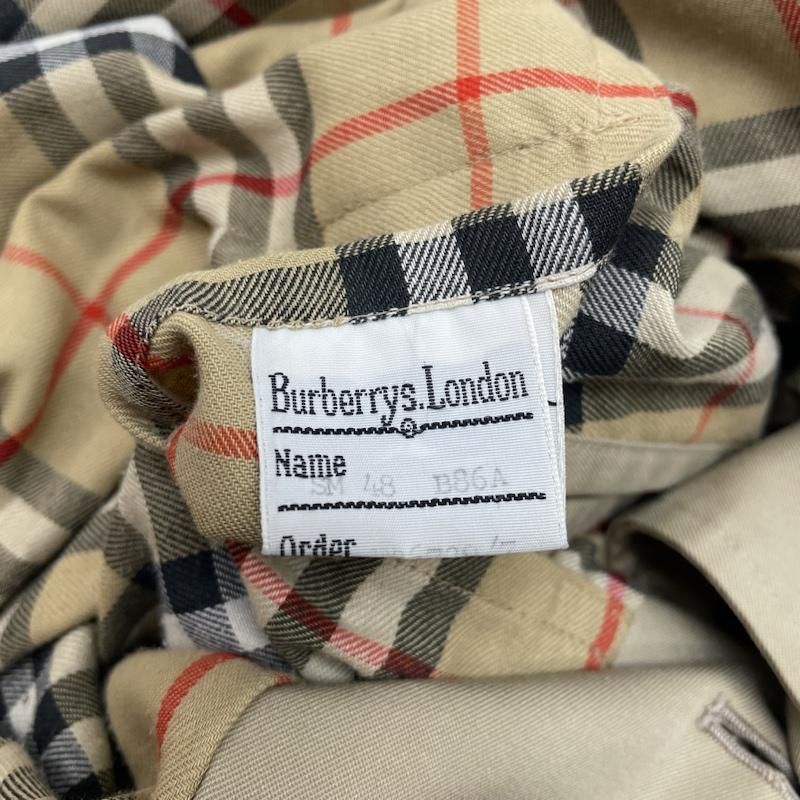 Burberrys.London
Name
SM 48 B86A
Order